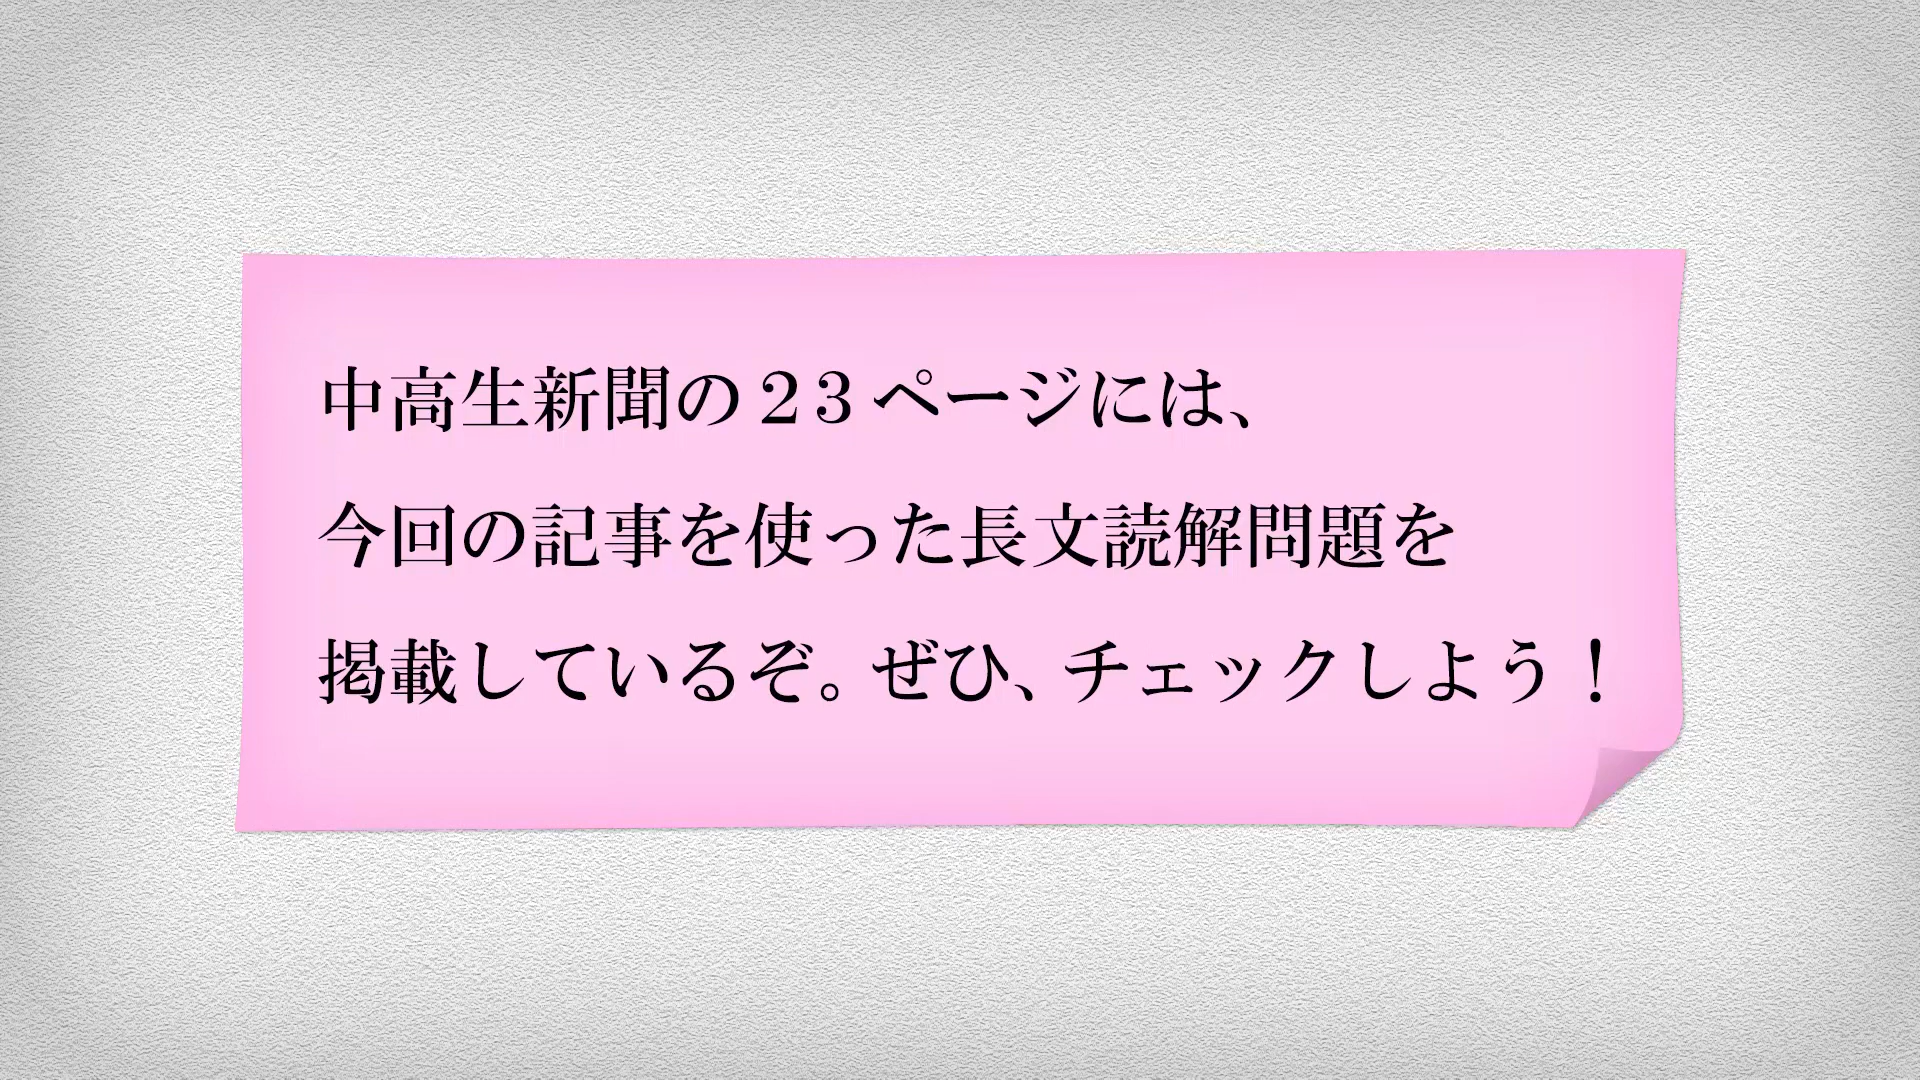 中高生新聞の２３ページには、
今回の記事を使った長文読解問題を
掲載しているぞ。ぜひ、チェックしよう！